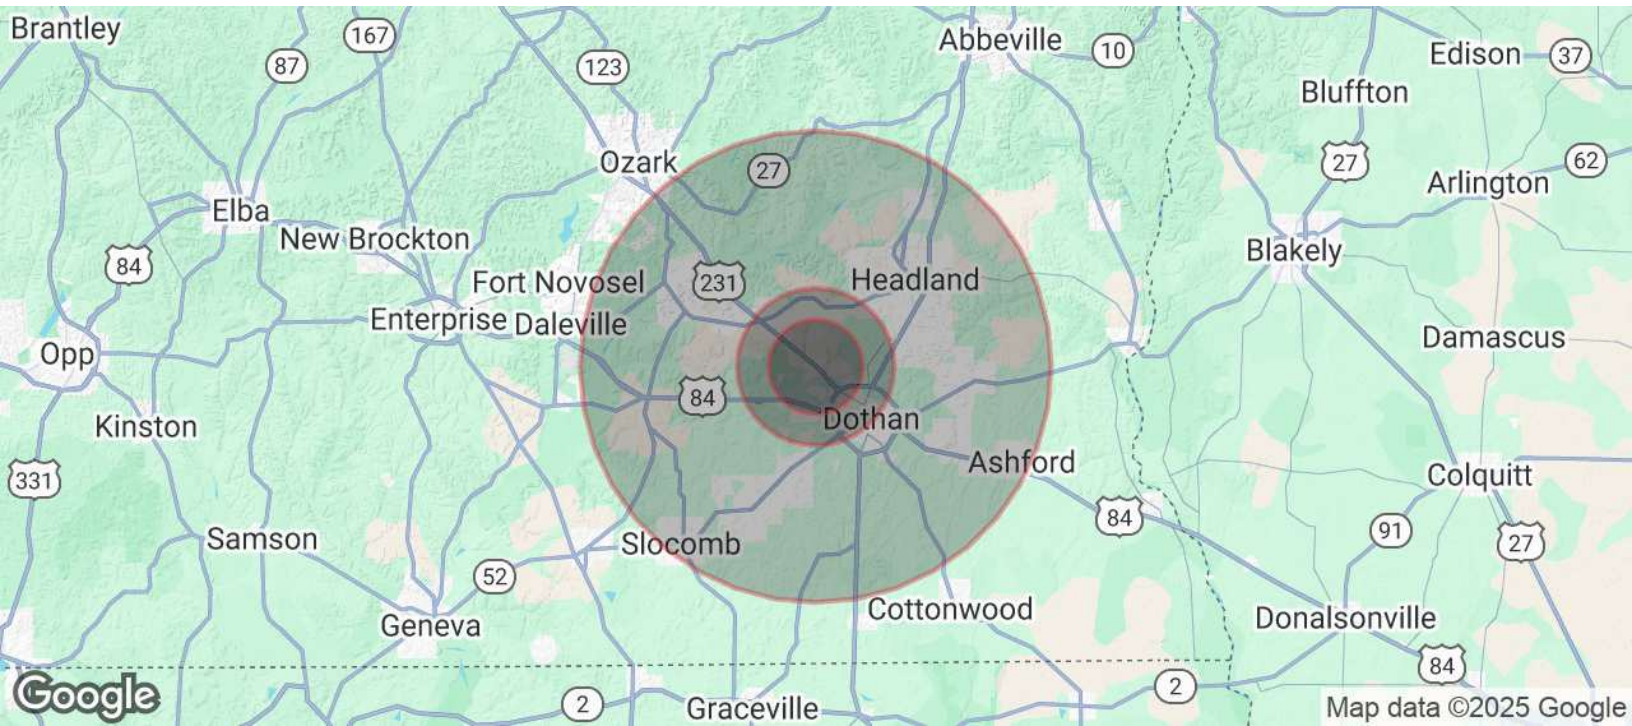 Brantley
167
87
123
Abbeville
10
Edison
37
Bluffton
Ozark
27
27
62
Arlington
Elba
New Brockton
84
Fort Novosel
231
Headland
Blakely
Enterprise
Daleville
Opp
Damascus
84
Kinston
Dothan
Ashford
331
Colquitt
84
91
27
Samson
Slocomb
52
Cottonwood
Geneva
Donalsonville
84
Google
2
Graceville
2
Map data ©2025 Google